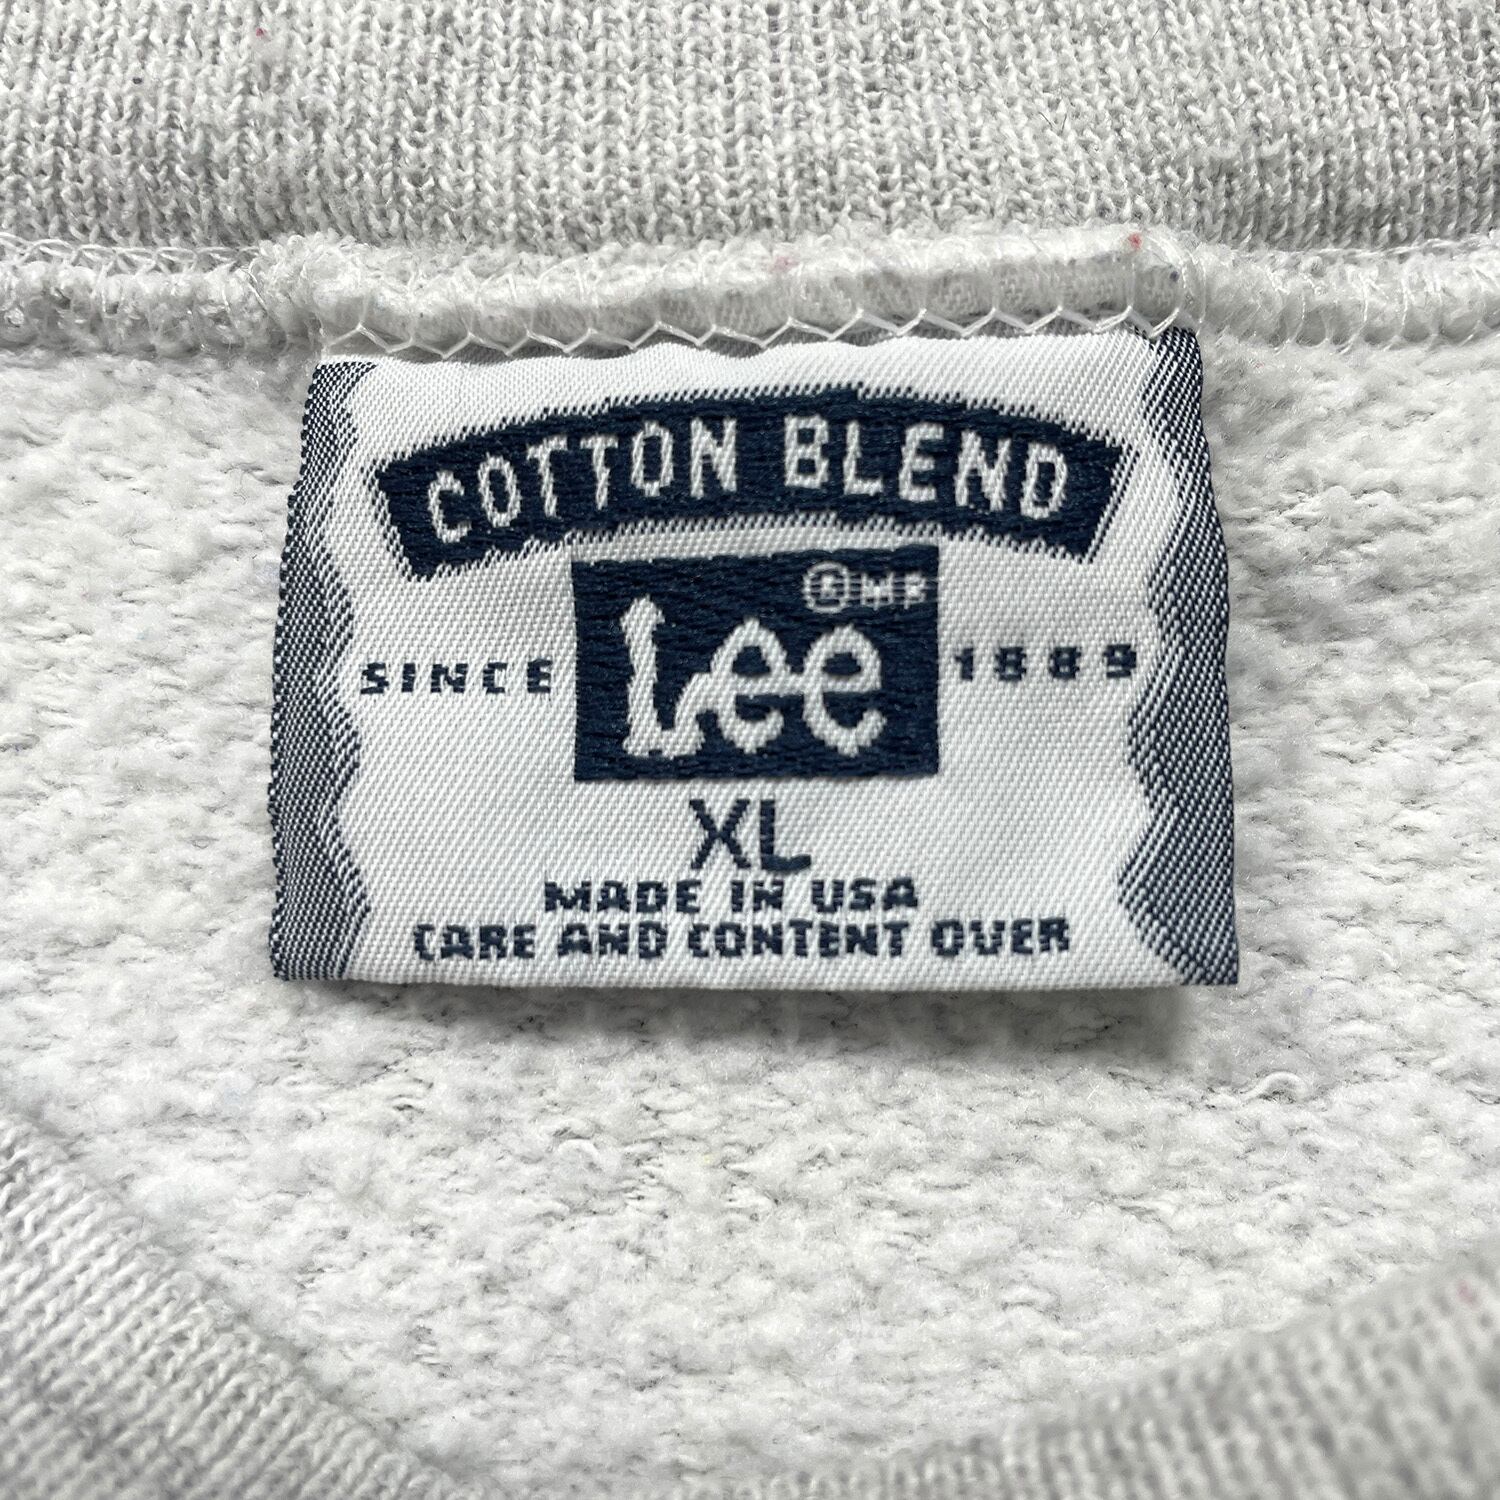 COTTON BLEND
® MR
Lee
SINCE 1889
XL
MADE IN USA
CARE AND CONTENT OVER